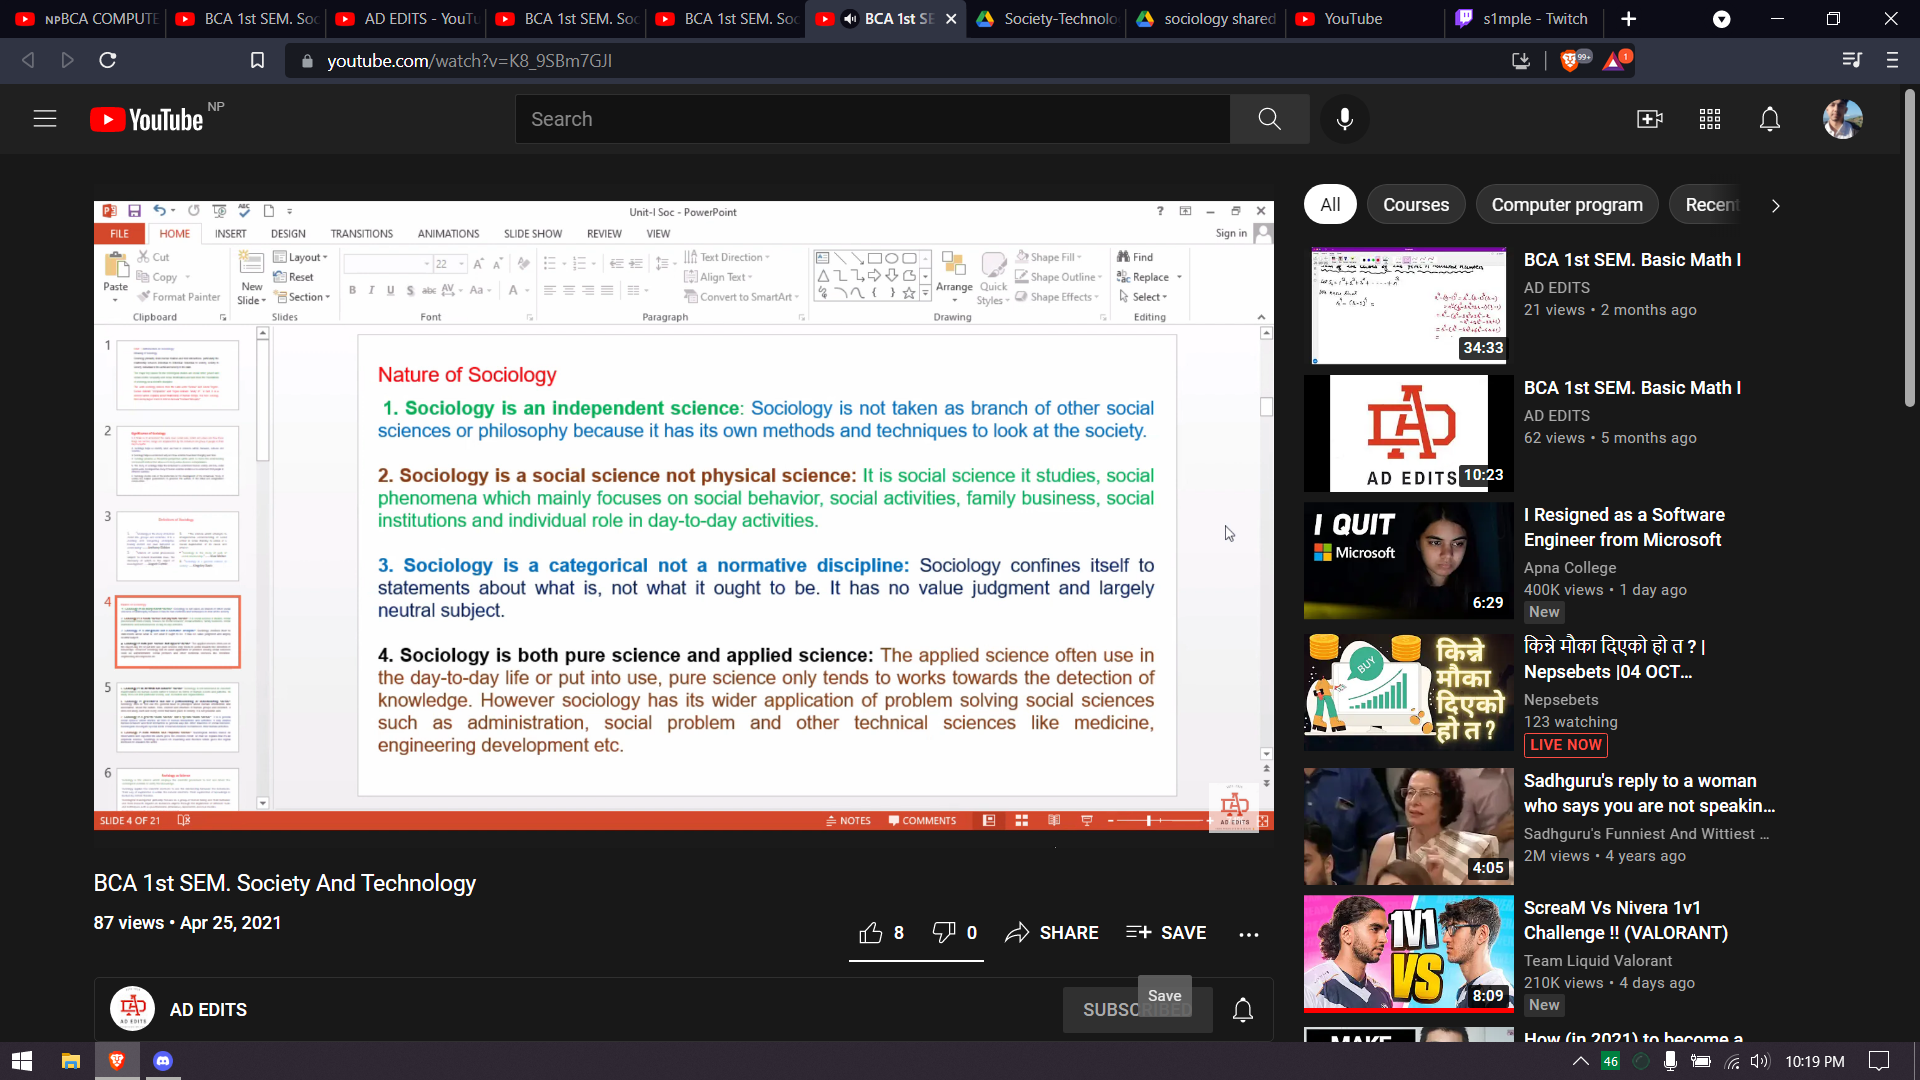 NPBCA COMPUTE
BCA 1st SEM. Soc
AD EDITS - YouTu
BCA 1st SEM. Soc
BCA 1st SEM. Soc
BCA 1st SE
Society-Technolo
sociology shared
YouTube
s1mple - Twitch
youtube.com/watch?v=K8_9SBm7GJI
99+
1
YouTube
NP
Search
Unit-I Soc - PowerPoint
FILE
HOME
INSERT
DESIGN
TRANSITIONS
ANIMATIONS
SLIDE SHOW
REVIEW
VIEW
Sign in
Paste
Cut
Copy
Format Painter
Clipboard
New
Slide
Layout
Reset
Section
Slides
22
B I U S abc AV Aa A
Font
Text Direction
Align Text
Convert to SmartArt
Paragraph
Arrange
Quick
Styles
Shape Fill
Shape Outline
Shape Effects
Drawing
Find
Replace
Select
Editing
1
2
3
4
5
6
Nature of Sociology
1. Sociology is an independent science: Sociology is not taken as branch of other social
sciences or philosophy because it has its own methods and techniques to look at the society.
2. Sociology is a social science not physical science: It is social science it studies, social
phenomena which mainly focuses on social behavior, social activities, family business, social
institutions and individual role in day-to-day activities.
3. Sociology is a categorical not a normative discipline: Sociology confines itself to
statements about what is, not what it ought to be. It has no value judgment and largely
neutral subject.
4. Sociology is both pure science and applied science: The applied science often use in
the day-to-day life or put into use, pure science only tends to works towards the detection of
knowledge. However sociology has its wider application of problem solving social sciences
such as administration, social problem and other technical sciences like medicine,
engineering development etc.
AD EDITS
SLIDE 4 OF 21
NOTES
COMMENTS
BCA 1st SEM. Society And Technology
87 views • Apr 25, 2021
8
0
SHARE
SAVE
AD EDITS
SUBSCRIBED
Save
All
Courses
Computer program
Recent
34:33
BCA 1st SEM. Basic Math I
AD EDITS
21 views • 2 months ago
AD EDITS
10:23
BCA 1st SEM. Basic Math I
AD EDITS
62 views • 5 months ago
I QUIT
Microsoft
6:29
I Resigned as a Software
Engineer from Microsoft
Apna College
400K views • 1 day ago
New
BUY
किन्ने
मौका
दिएको
हो त ?
किन्ने मौका दिएको हो त ? |
Nepsebets |04 OCT...
Nepsebets
123 watching
LIVE NOW
4:05
Sadhguru's reply to a woman
who says you are not speakin...
Sadhguru's Funniest And Wittiest ...
2M views • 4 years ago
1V1
VS
8:09
ScreaM Vs Nivera 1v1
Challenge !! (VALORANT)
Team Liquid Valorant
210K views • 4 days ago
New
MAKE
How (in 2021) to become a
46
10:19 PM